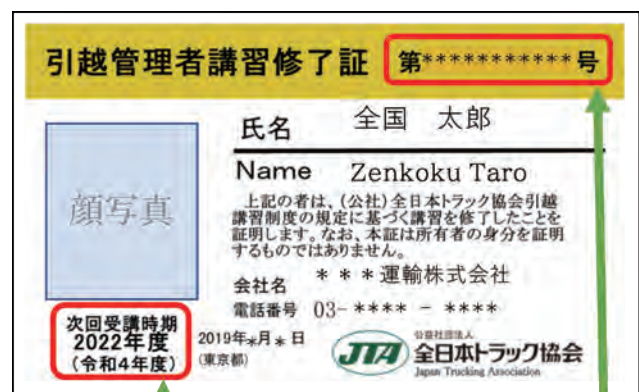 引越管理者講習修了証 第***********号
氏名 全国 太郎
Name Zenkoku Taro
顔写真
上記の者は、(公社)全日本トラック協会引越
講習制度の規定に基づく講習を修了したことを
証明します。なお、本証は所有者の身分を証明
するものではありません。
会社名 ***運輸株式会社
電話番号 03-**** - ****
次回受講時期
2022年度
(令和4年度)
2019年*月*日
(東京都)
JTA
公益社団法人
全日本トラック協会
Japan Trucking Association